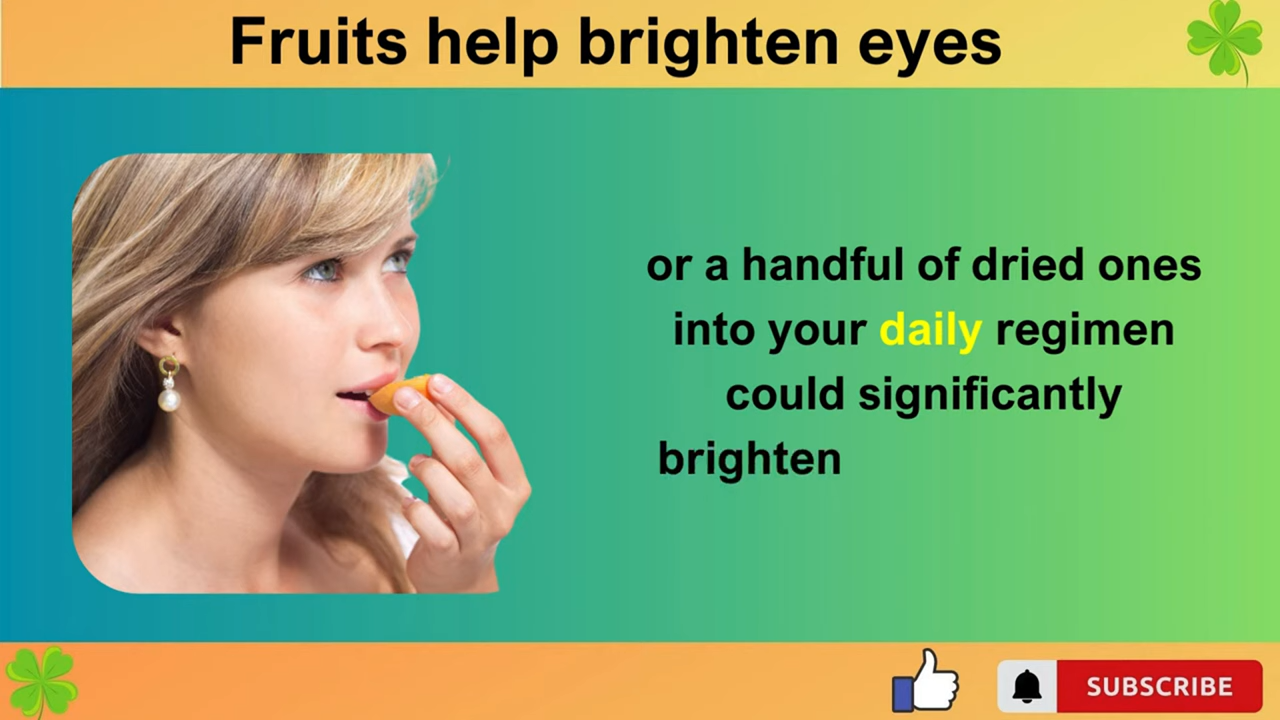 Fruits help brighten eyes
or a handful of dried ones
into your daily regimen
could significantly
brighten
SUBSCRIBE